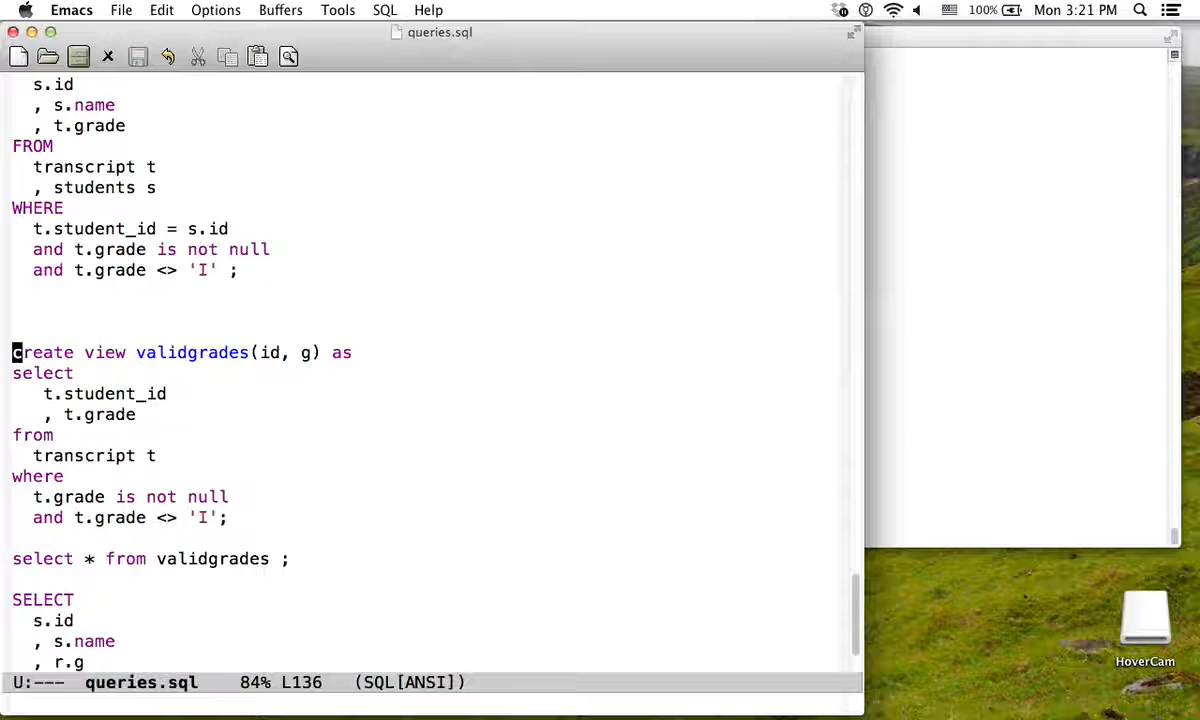 Emacs File Edit Options Buffers Tools SQL Help 100% Mon 3:21 PM
queries.sql
s.id
, s.name
, t.grade
FROM
transcript t
, students s
WHERE
t.student_id = s.id
and t.grade is not null
and t.grade <> 'I' ;
create view validgrades(id, g) as
select
t.student_id
, t.grade
from
transcript t
where
t.grade is not null
and t.grade <> 'I';
select * from validgrades ;
SELECT
s.id
, s.name
, r.g
HoverCam
U:--- queries.sql 84% L136 (SQL[ANSI])